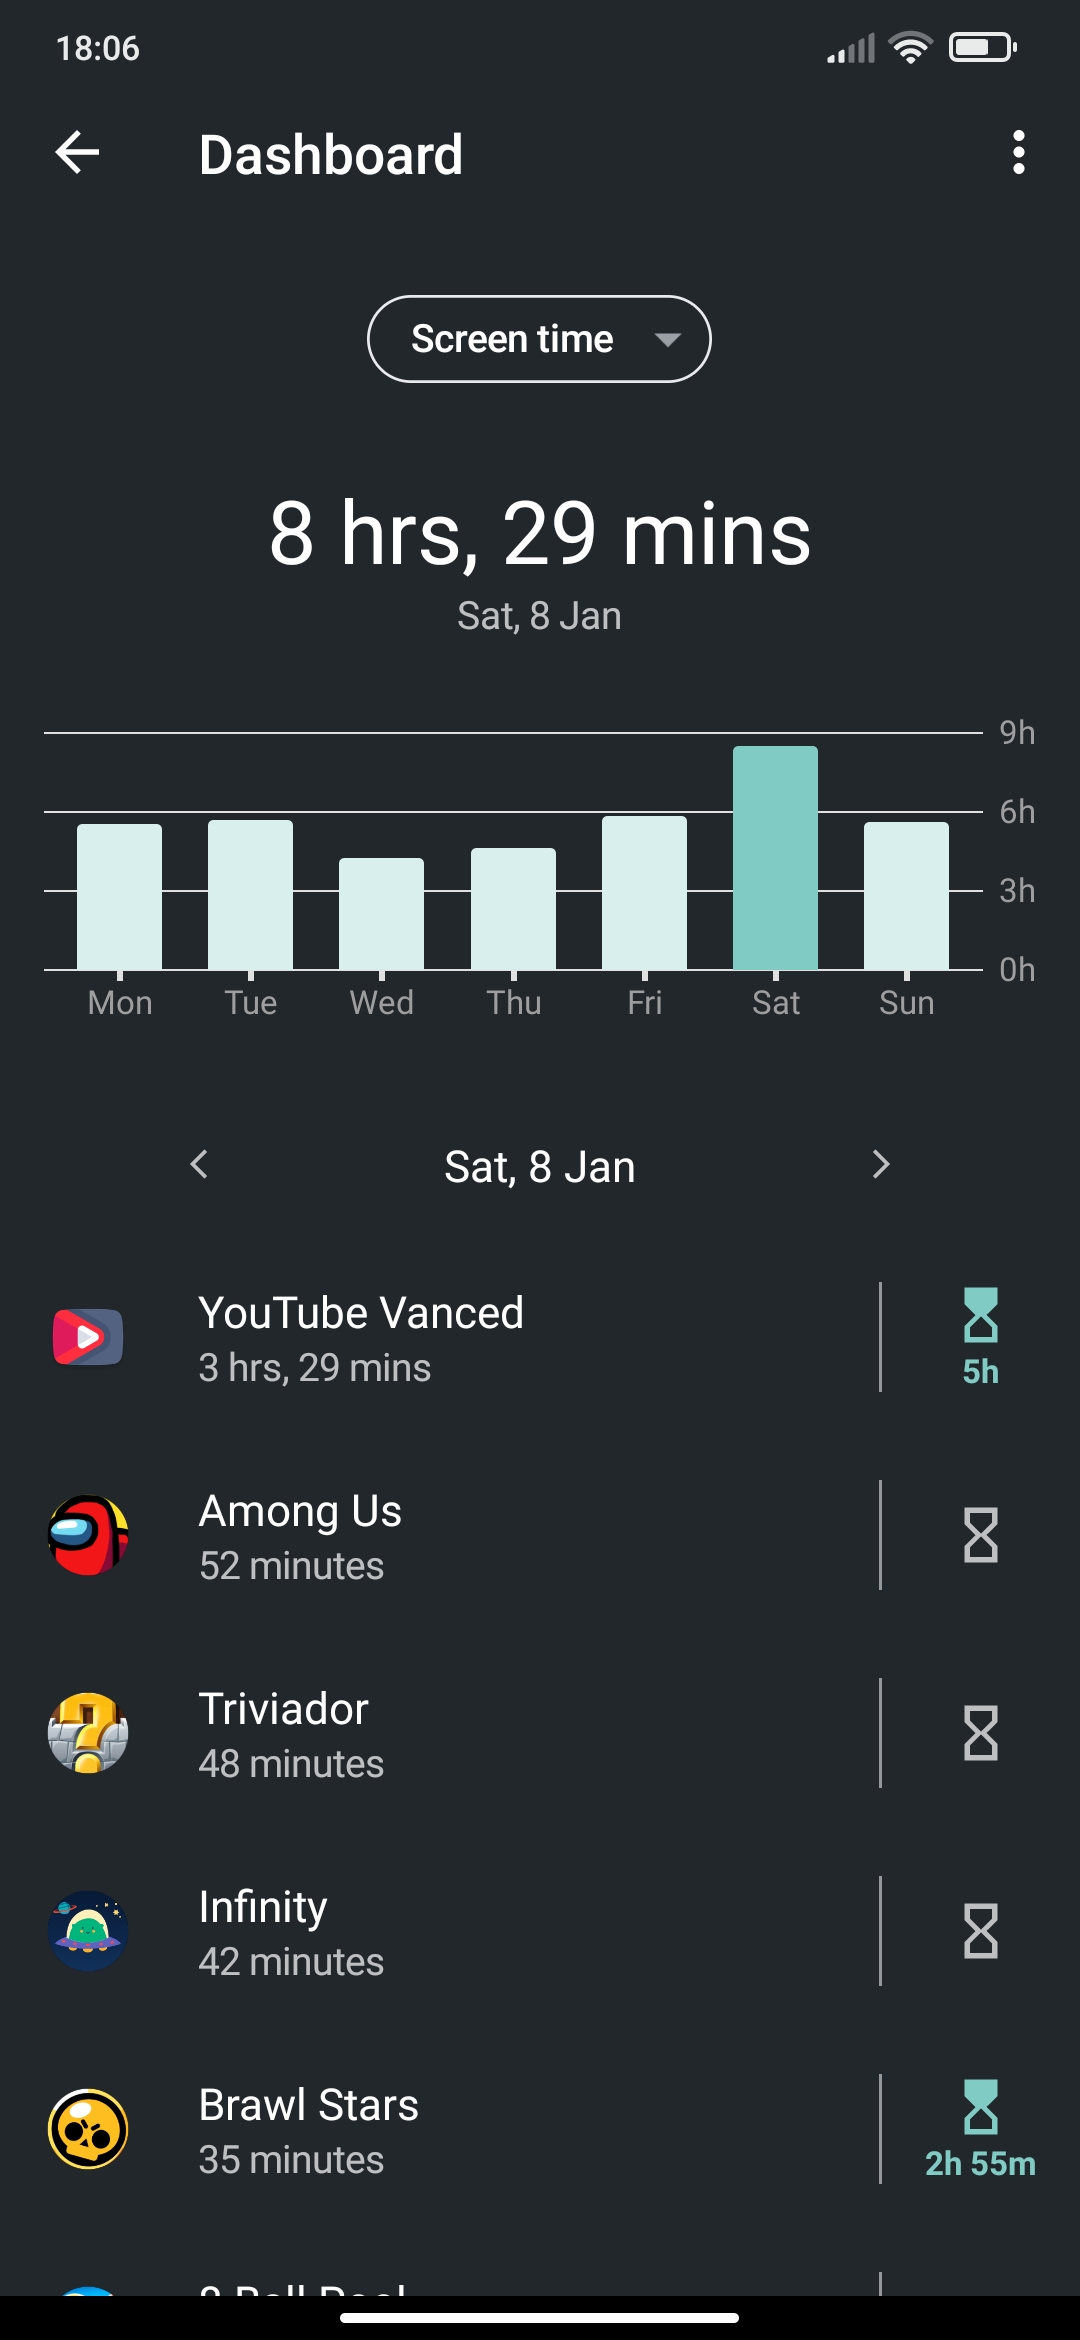 18:06
Dashboard
Screen time
8 hrs, 29 mins
Sat, 8 Jan
9h
6h
3h
0h
Mon Tue Wed Thu Fri Sat Sun
Sat, 8 Jan
YouTube Vanced
3 hrs, 29 mins
5h
Among Us
52 minutes
Triviador
48 minutes
Infinity
42 minutes
Brawl Stars
35 minutes
2h 55m